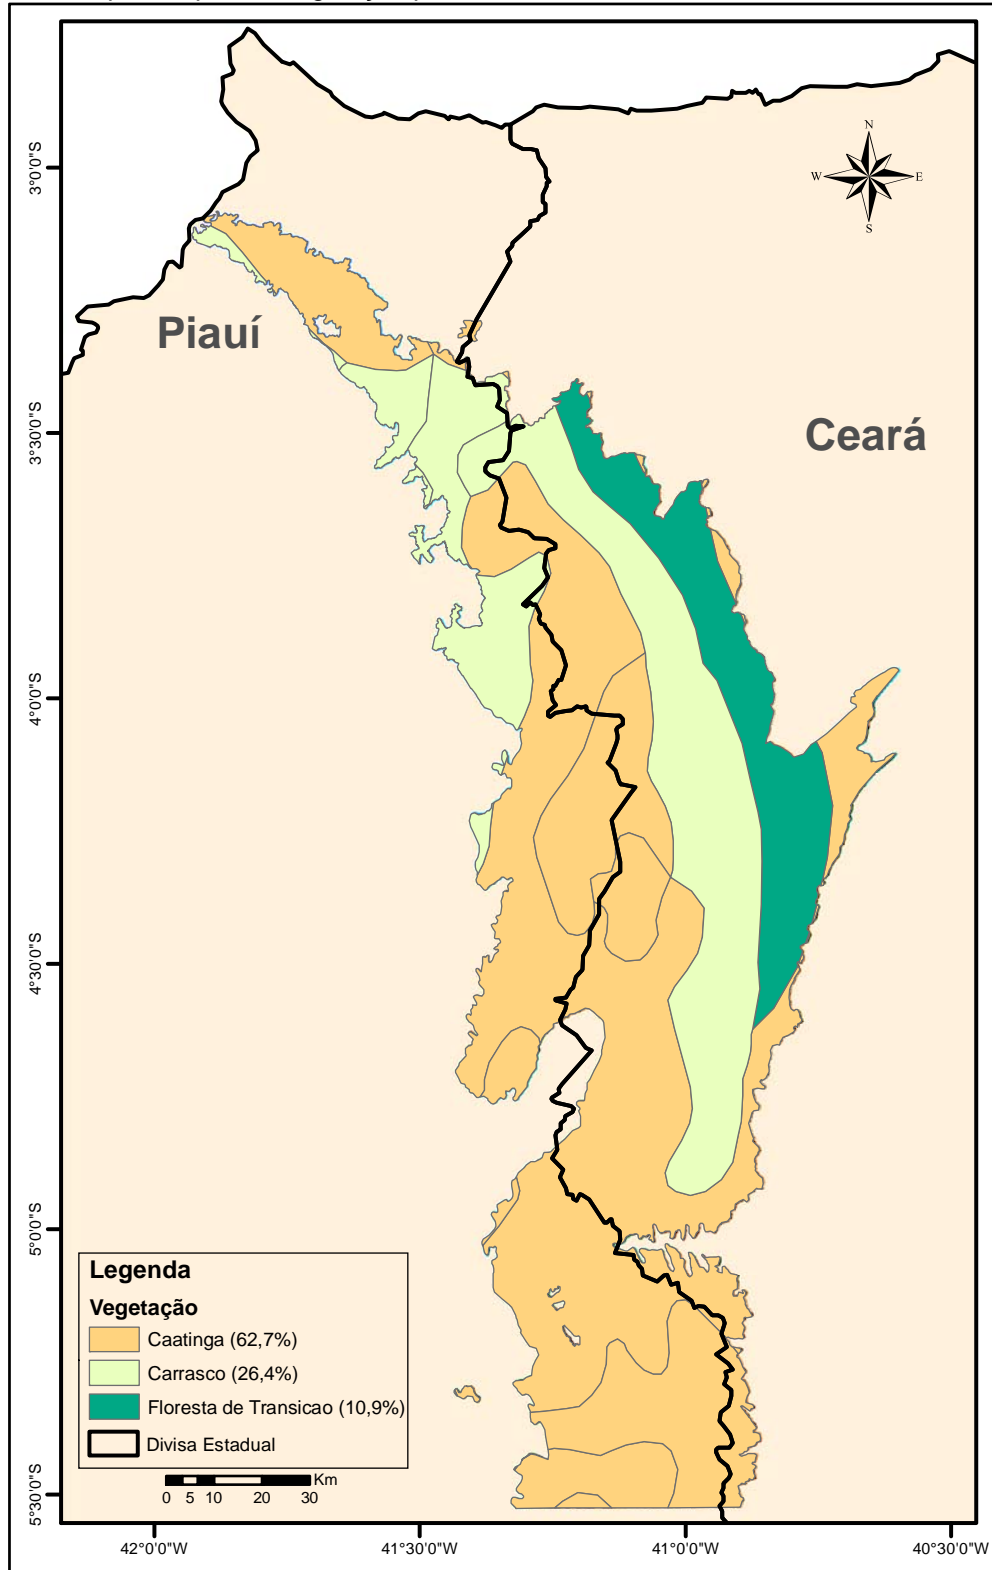 N
W E
S
Piauí
Ceará
3°0'0"S
3°30'0"S
4°0'0"S
4°30'0"S
5°0'0"S
5°30'0"S
Legenda
Vegetação
Caatinga (62,7%)
Carrasco (26,4%)
Floresta de Transicao (10,9%)
Divisa Estadual
Km
0 5 10 20 30
42°0'0"W 41°30'0"W 41°0'0"W 40°30'0"W